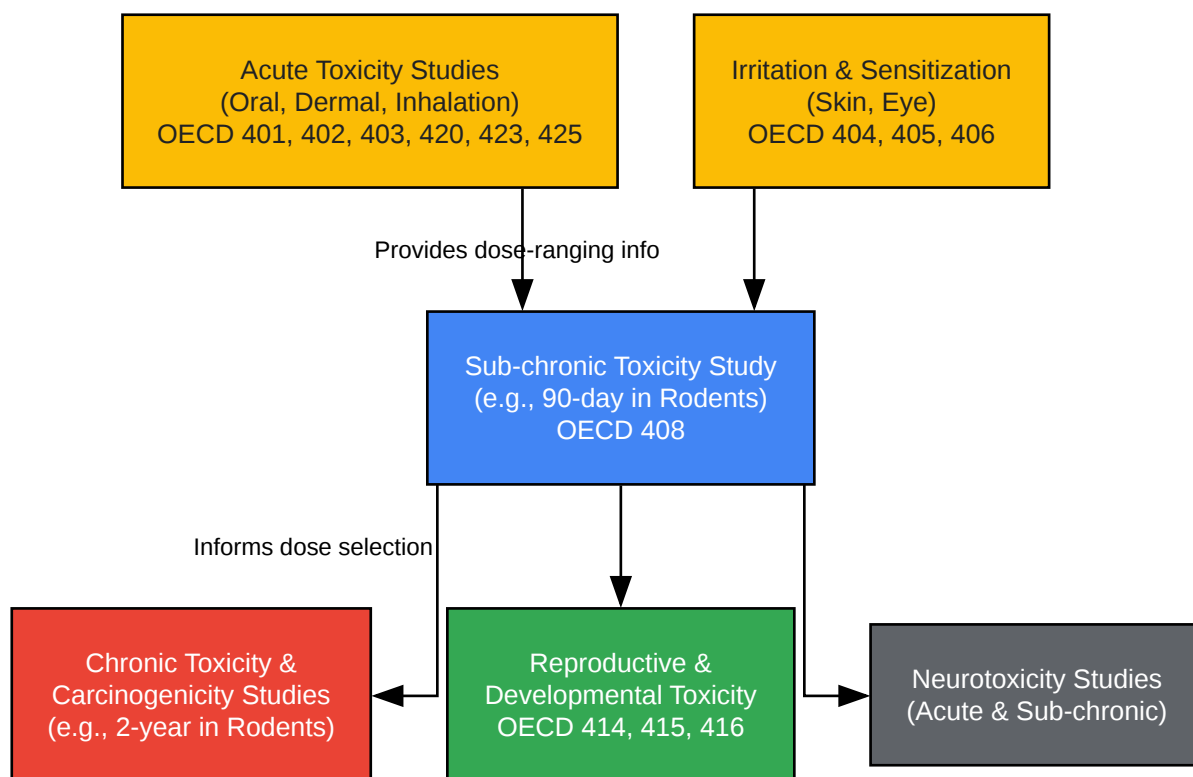 Acute Toxicity Studies
(Oral, Dermal, Inhalation)
OECD 401, 402, 403, 420, 423, 425
Irritation & Sensitization
(Skin, Eye)
OECD 404, 405, 406
Provides dose-ranging info
Sub-chronic Toxicity Study
(e.g., 90-day in Rodents)
OECD 408
Informs dose selection
Chronic Toxicity &
Carcinogenicity Studies
(e.g., 2-year in Rodents)
Reproductive &
Developmental Toxicity
OECD 414, 415, 416
Neurotoxicity Studies
(Acute & Sub-chronic)